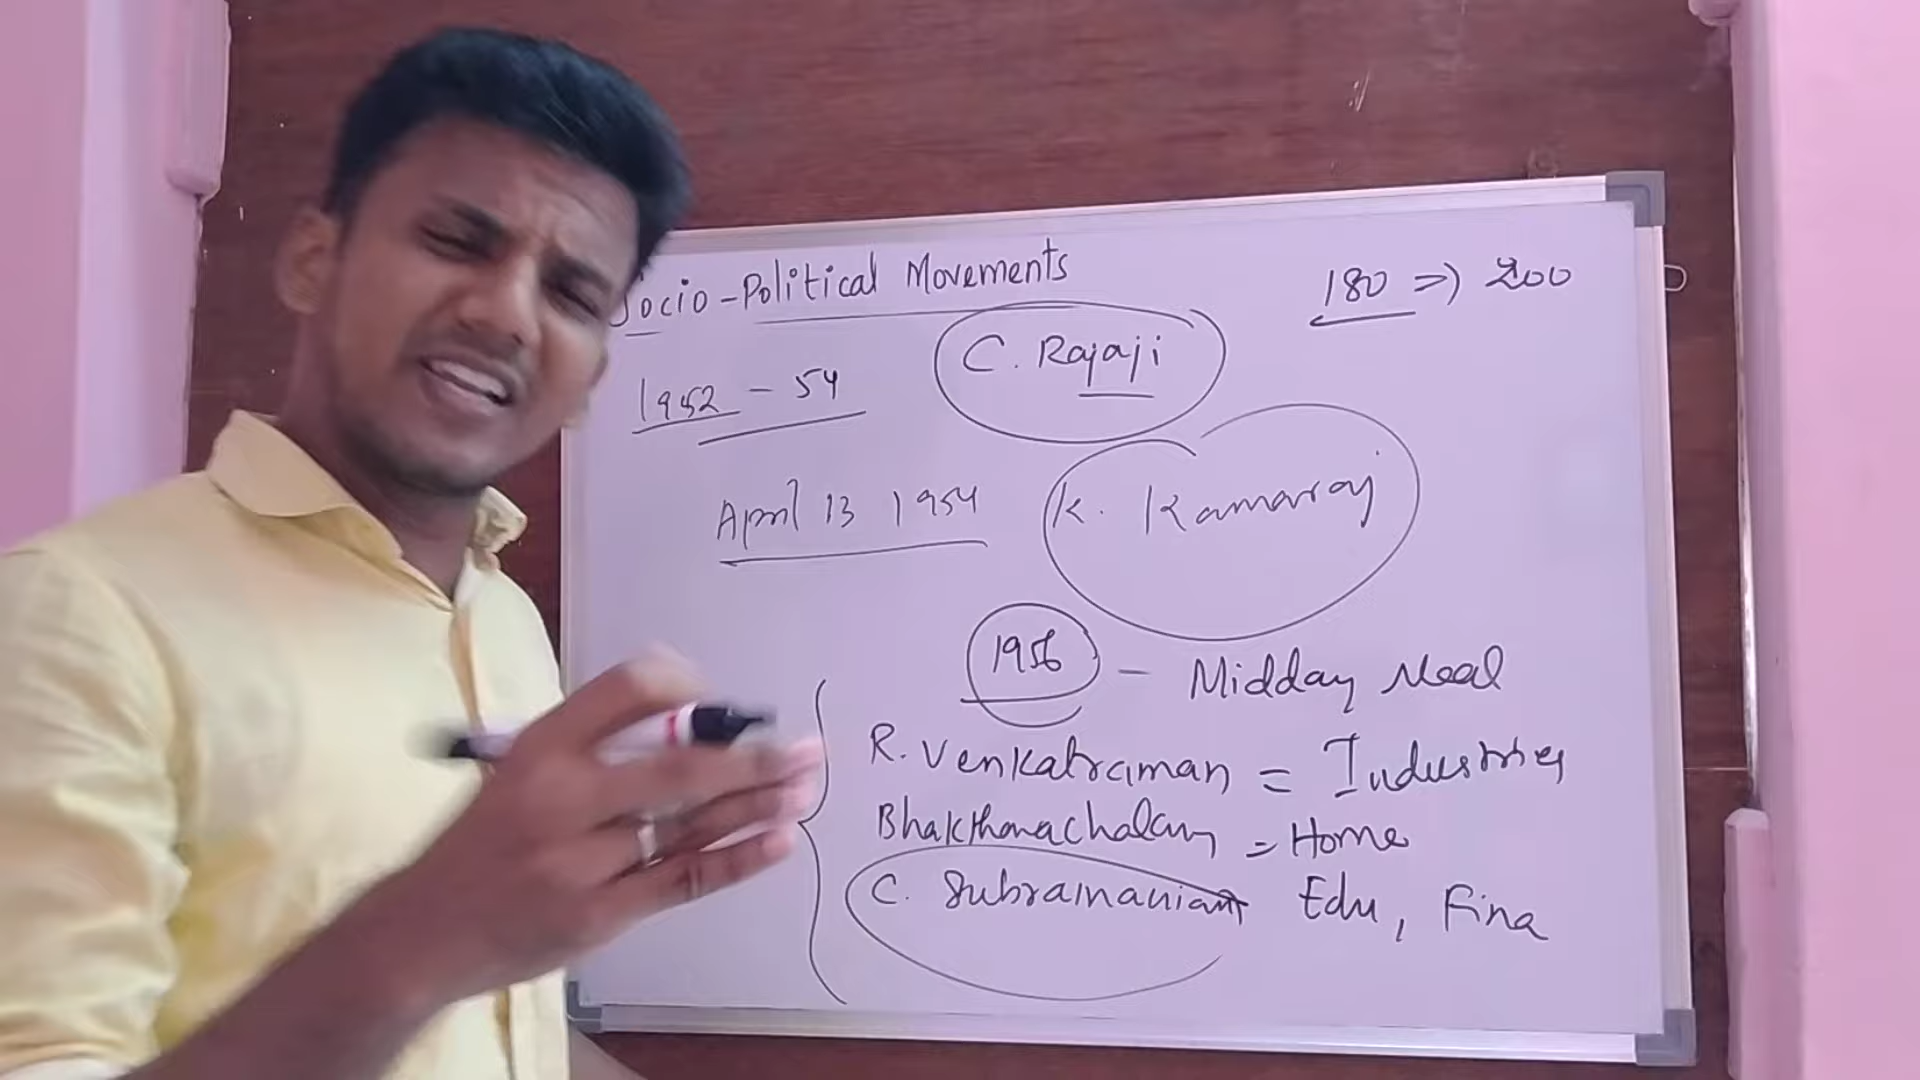 Socio-Political Movements
180 => 200
1952 - 54 C. Rajaji
April 13 1954 K. Kamaraj
1956 - Midday Meal
R. Venkatraman = Industries
Bhakthavachalam = Home
C. Subramaniam Edu, Fina